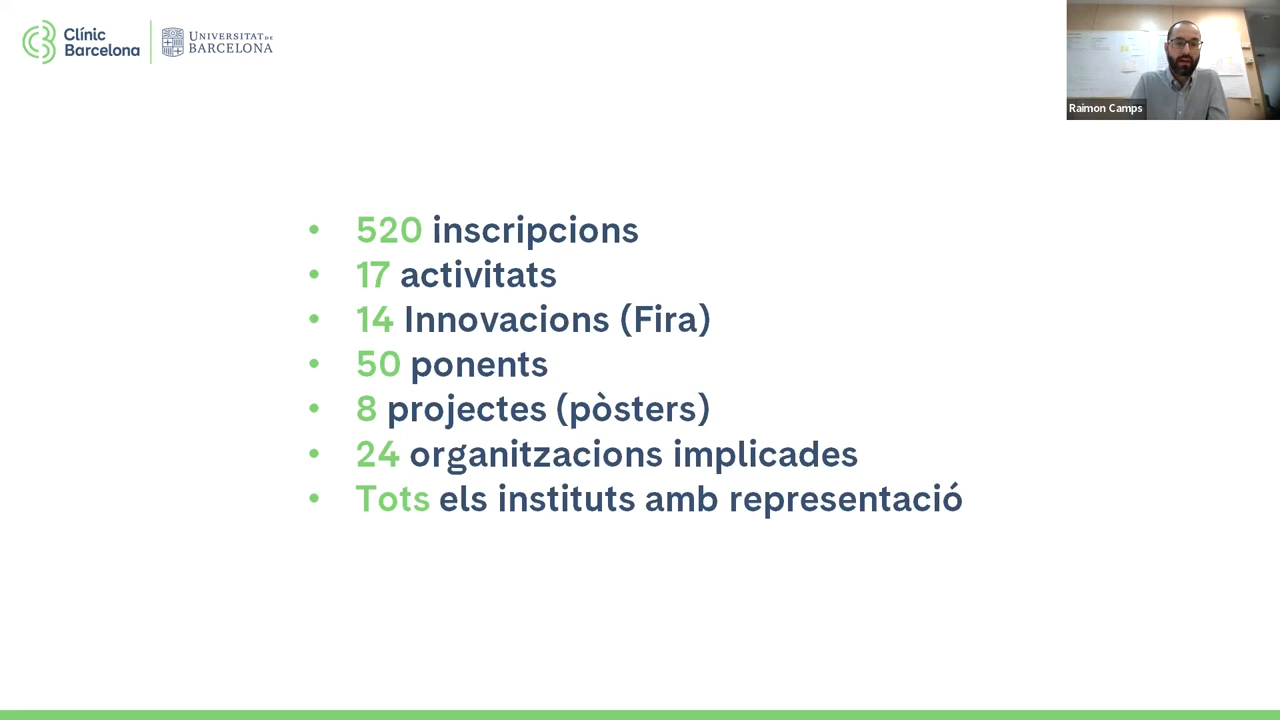 Clínic
Barcelona
UNIVERSITAT DE
BARCELONA
Raimon Camps
• 520 inscripcions
• 17 activitats
• 14 Innovacions (Fira)
• 50 ponents
• 8 projectes (pòsters)
• 24 organitzacions implicades
• Tots els instituts amb representació